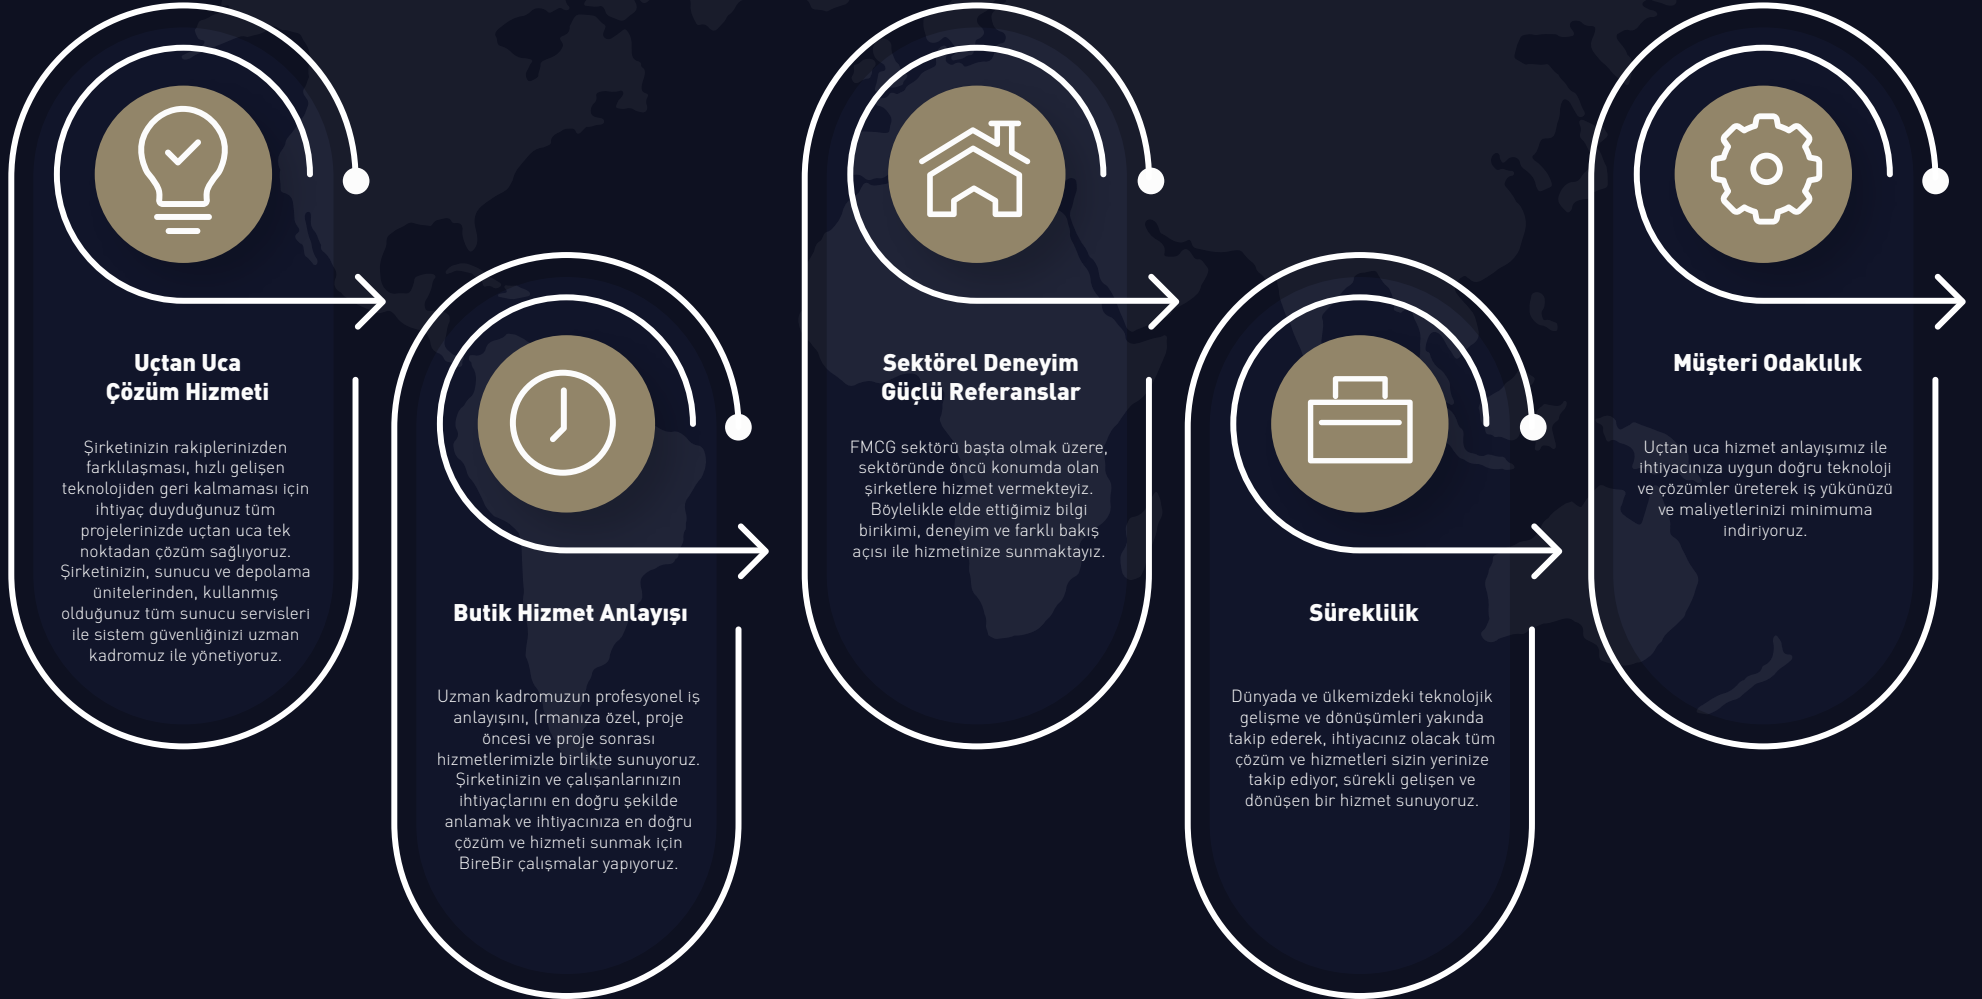 Uçtan Uca
Çözüm Hizmeti
Şirketinizin rakiplerinizden
farklılaşması, hızlı gelişen
teknolojiden geri kalmaması için
ihtiyaç duyduğunuz tüm
projelerinizde uçtan uca tek
noktadan çözüm sağlıyoruz.
Şirketinizin, sunucu ve depolama
ünitelerinden, kullanmış
olduğunuz tüm sunucu servisleri
ile sistem güvenliğinizi uzman
kadromuz ile yönetiyoruz.
Butik Hizmet Anlayışı
Uzman kadromuzun profesyonel iş
anlayışını, (rmanıza özel, proje
öncesi ve proje sonrası
hizmetlerimizle birlikte sunuyoruz.
Şirketinizin ve çalışanlarınızın
ihtiyaçlarını en doğru şekilde
anlamak ve ihtiyacınıza en doğru
çözüm ve hizmeti sunmak için
BireBir çalışmalar yapıyoruz.
Sektörel Deneyim
Güçlü Referanslar
FMCG sektörü başta olmak üzere,
sektöründe öncü konumda olan
şirketlere hizmet vermekteyiz.
Böylelikle elde ettiğimiz bilgi
birikimi, deneyim ve farklı bakış
açısı ile hizmetinize sunmaktayız.
Süreklilik
Dünyada ve ülkemizdeki teknolojik
gelişme ve dönüşümleri yakında
takip ederek, ihtiyacınız olacak tüm
çözüm ve hizmetleri sizin yerinize
takip ediyor, sürekli gelişen ve
dönüşen bir hizmet sunuyoruz.
Müşteri Odaklılık
Uçtan uca hizmet anlayışımız ile
ihtiyacınıza uygun doğru teknoloji
ve çözümler üreterek iş yükünüzü
ve maliyetlerinizi minimuma
indiriyoruz.